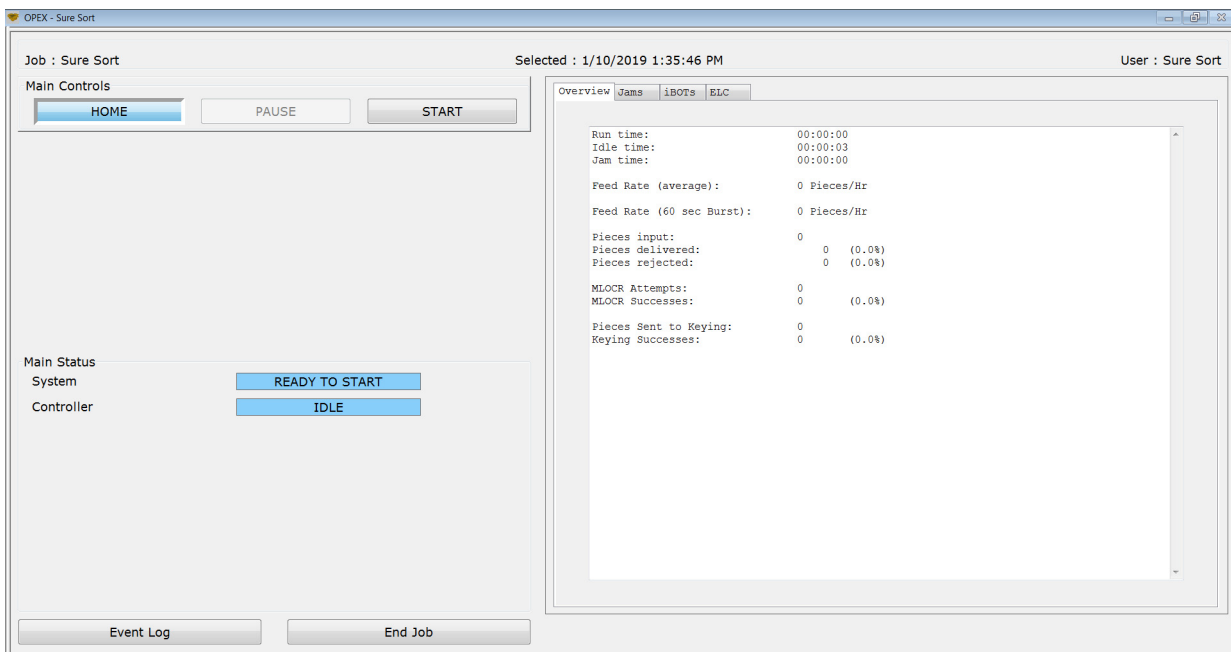 OPEX - Sure Sort
Job : Sure Sort
Selected : 1/10/2019 1:35:46 PM
User : Sure Sort
Main Controls
HOME
PAUSE
START
Main Status
System
READY TO START
Controller
IDLE
Event Log
End Job
Overview
Jams
iBOTs
ELC
Run time: 00:00:00
Idle time: 00:00:03
Jam time: 00:00:00
Feed Rate (average): 0 Pieces/Hr
Feed Rate (60 sec Burst): 0 Pieces/Hr
Pieces input: 0
Pieces delivered: 0 (0.0%)
Pieces rejected: 0 (0.0%)
MLOCR Attempts: 0
MLOCR Successes: 0 (0.0%)
Pieces Sent to Keying: 0
Keying Successes: 0 (0.0%)